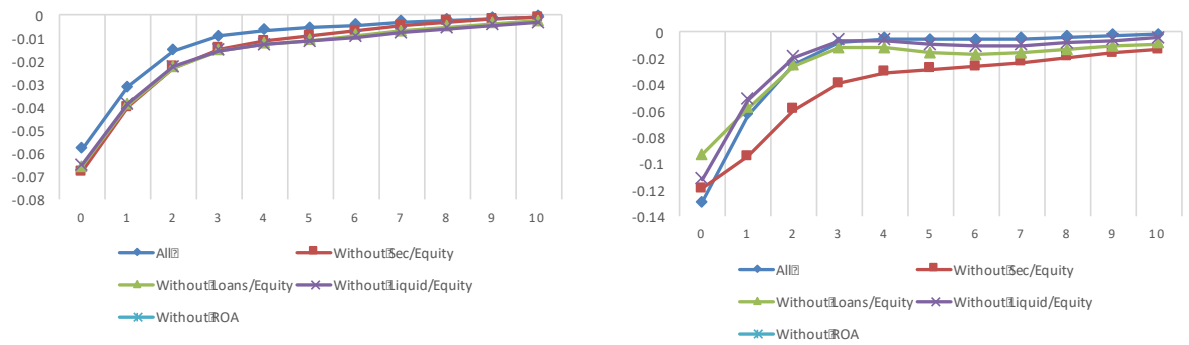 0
-0.01
-0.02
-0.03
-0.04
-0.05
-0.06
-0.07
-0.08
0 1 2 3 4 5 6 7 8 9 10
All
Without Sec/Equity
Without Loans/Equity
Without Liquid/Equity
Without ROA
0
-0.02
-0.04
-0.06
-0.08
-0.1
-0.12
-0.14
0 1 2 3 4 5 6 7 8 9 10
All
Without Sec/Equity
Without Loans/Equity
Without Liquid/Equity
Without ROA